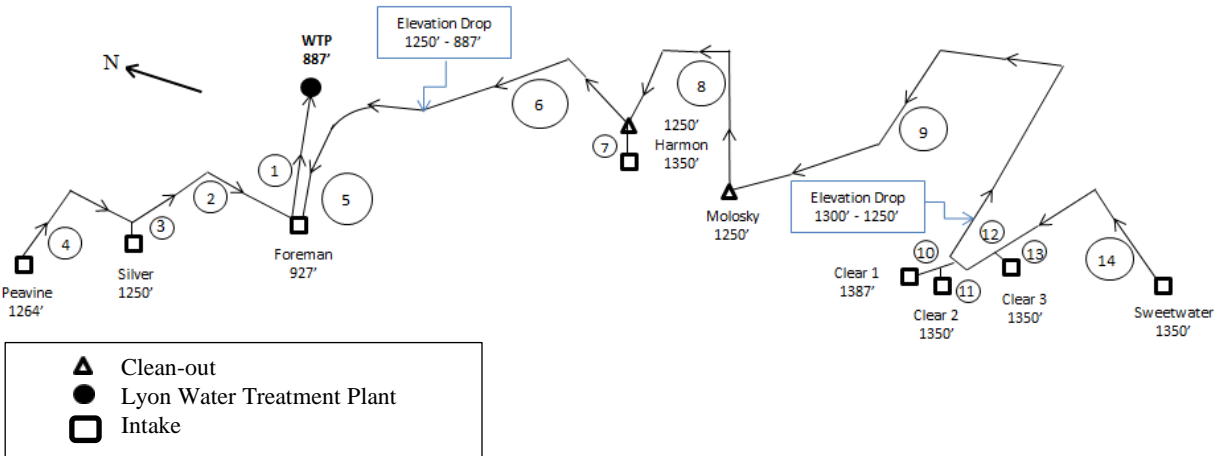 Elevation Drop
1250' - 887'
WTP
887'
N
6
8
1250'
Harmon
1350'
7
9
1
5
2
3
4
Molosky
1250'
Elevation Drop
1300' - 1250'
Foreman
927'
Silver
1250'
Peavine
1264'
10
12
13
14
11
Clear 1
1387'
Clear 2
1350'
Clear 3
1350'
Sweetwater
1350'
Clean-out
Lyon Water Treatment Plant
Intake